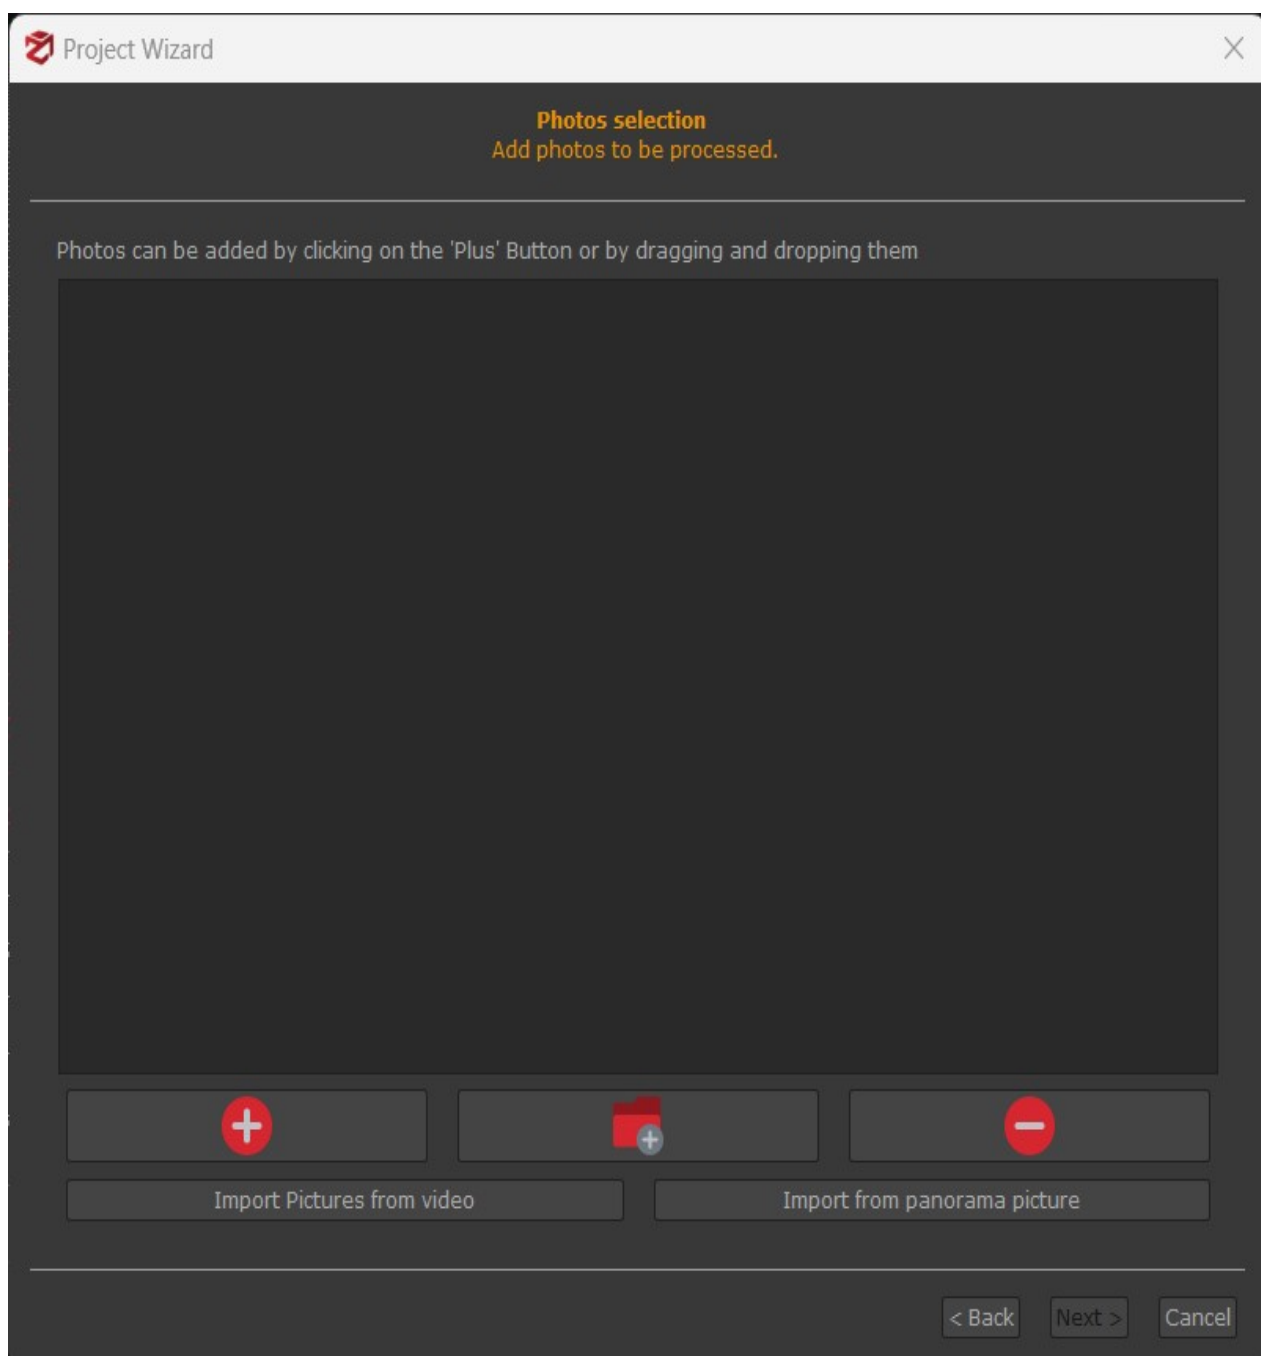 Project Wizard
Photos selection
Add photos to be processed.
Photos can be added by clicking on the 'Plus' Button or by dragging and dropping them
Import Pictures from video
Import from panorama picture
< Back
Next >
Cancel